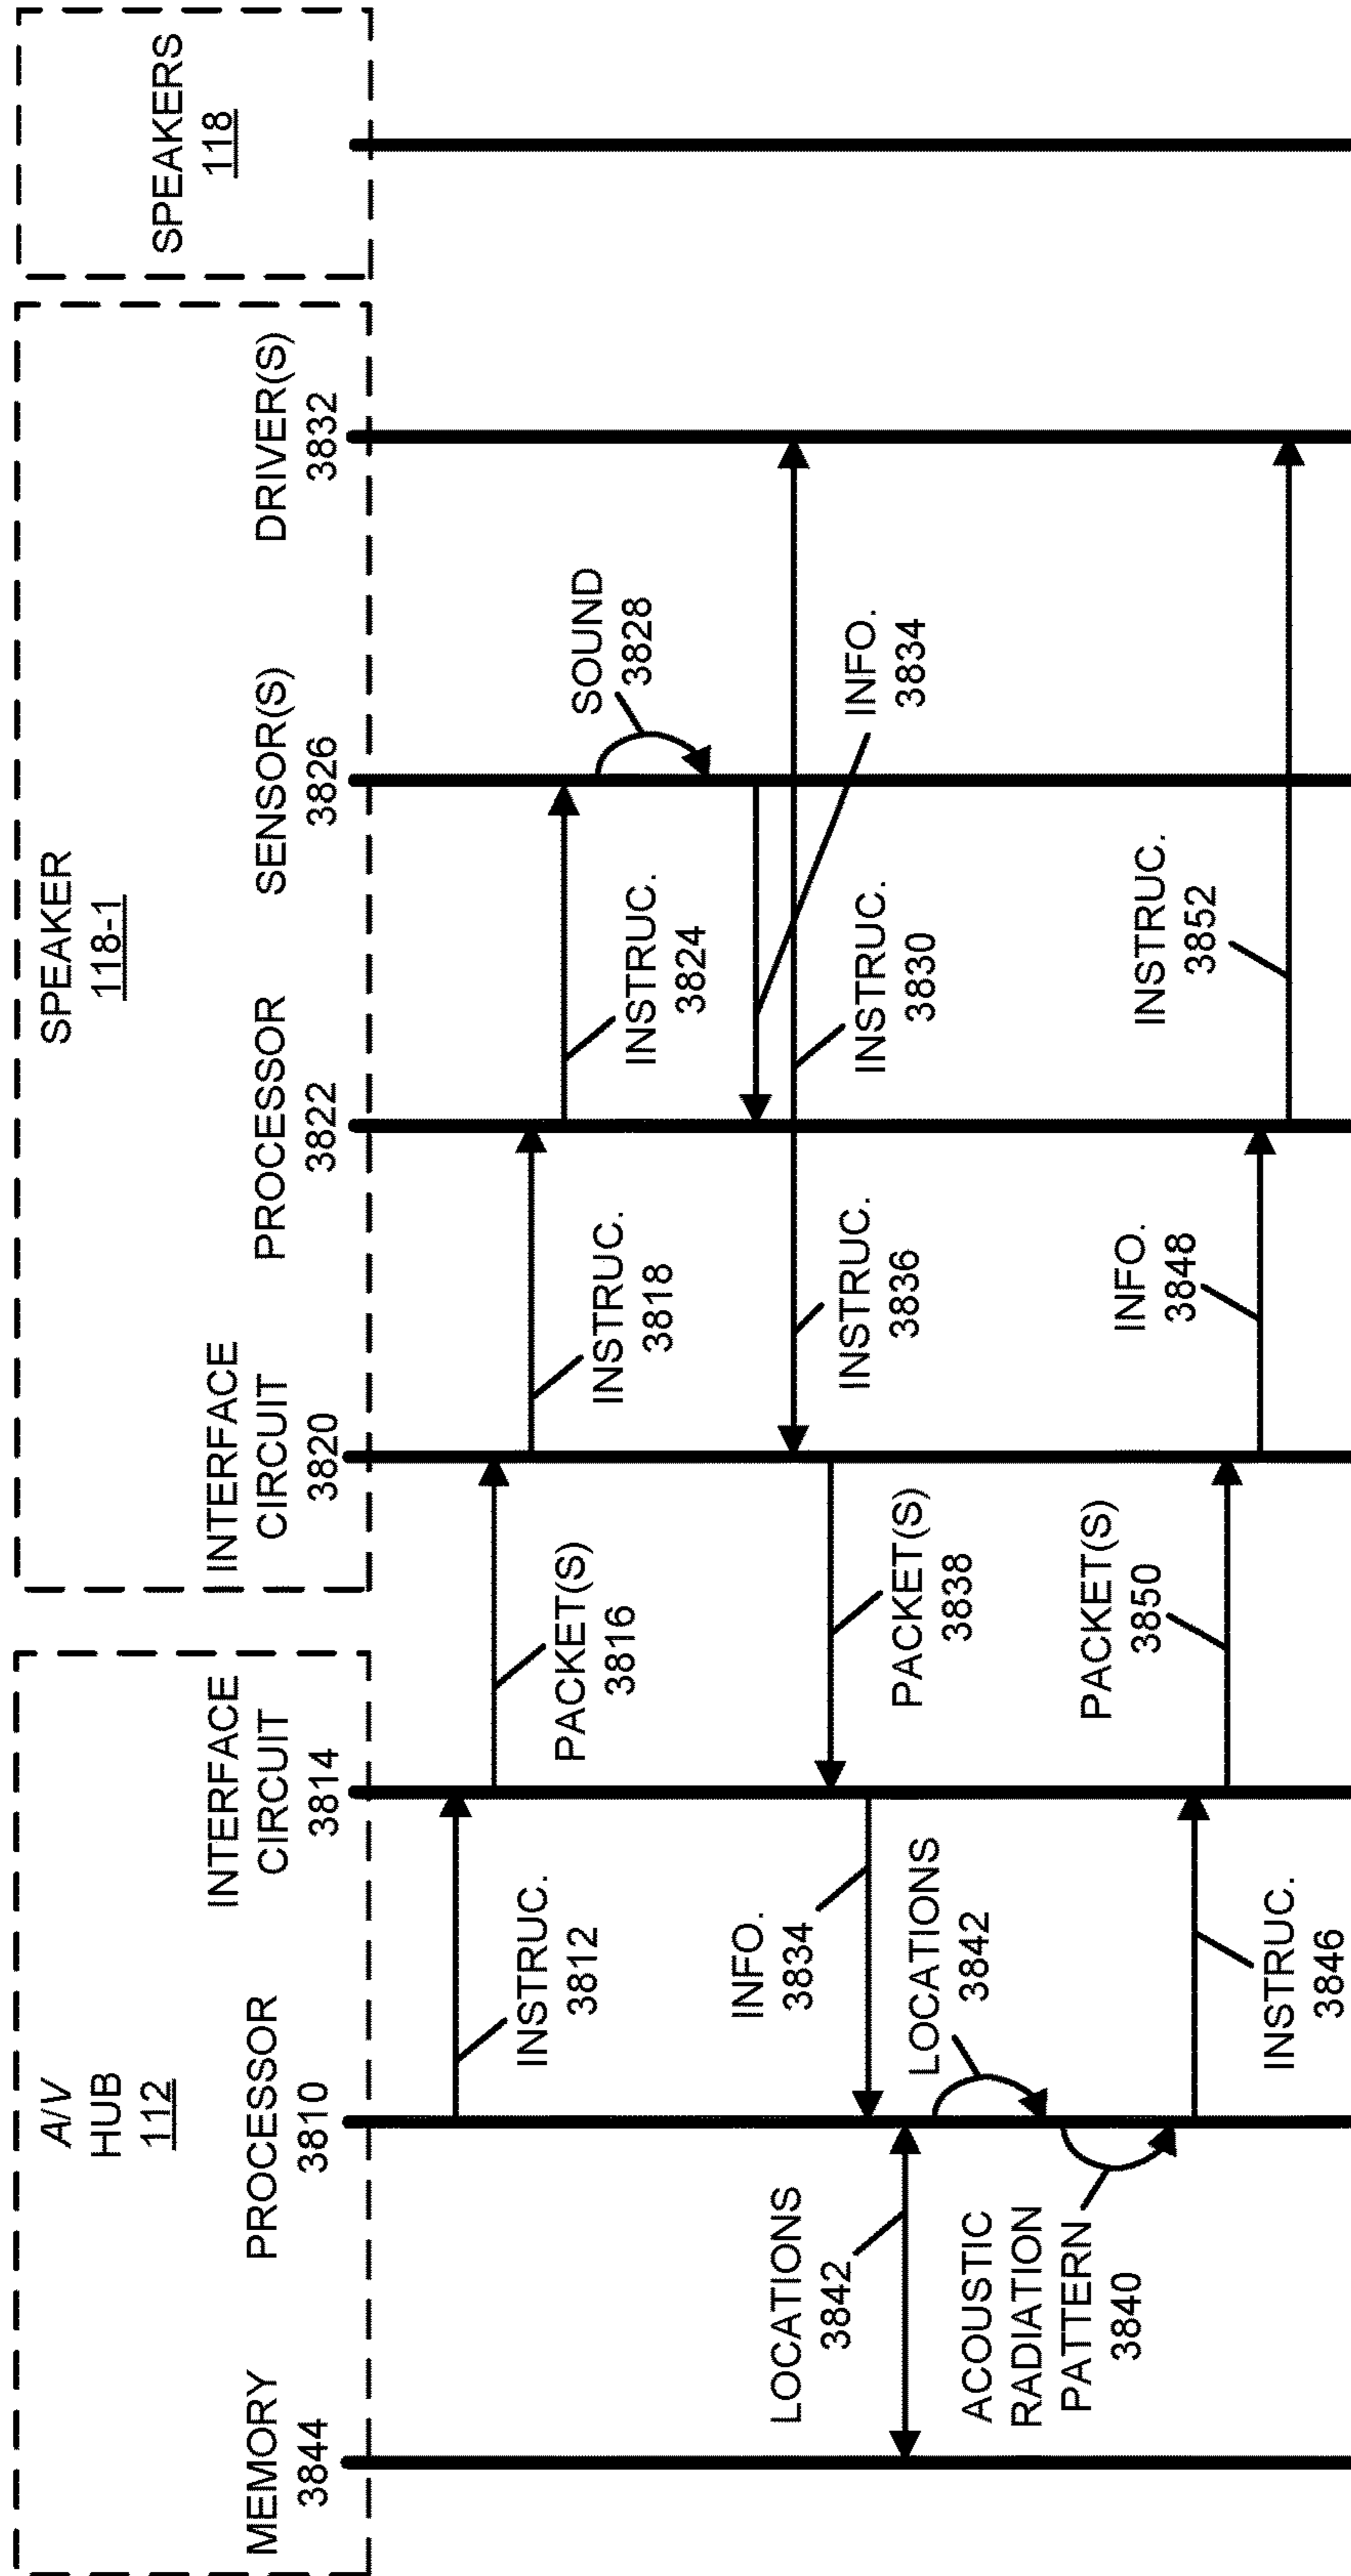 A/V
HUB
112
MEMORY
3844
PROCESSOR
3810
INTERFACE
CIRCUIT
3814
SPEAKER
118-1
INTERFACE
CIRCUIT
3820
PROCESSOR
3822
SENSOR(S)
3826
DRIVER(S)
3832
SPEAKERS
118
INSTRUC.
3812
PACKET(S)
3816
INSTRUC.
3818
INSTRUC.
3824
SOUND
3828
INFO.
3834
INSTRUC.
3830
INSTRUC.
3836
PACKET(S)
3838
INFO.
3834
LOCATIONS
3842
LOCATIONS
3842
ACOUSTIC
RADIATION
PATTERN
3840
INSTRUC.
3846
PACKET(S)
3850
INFO.
3848
INSTRUC.
3852